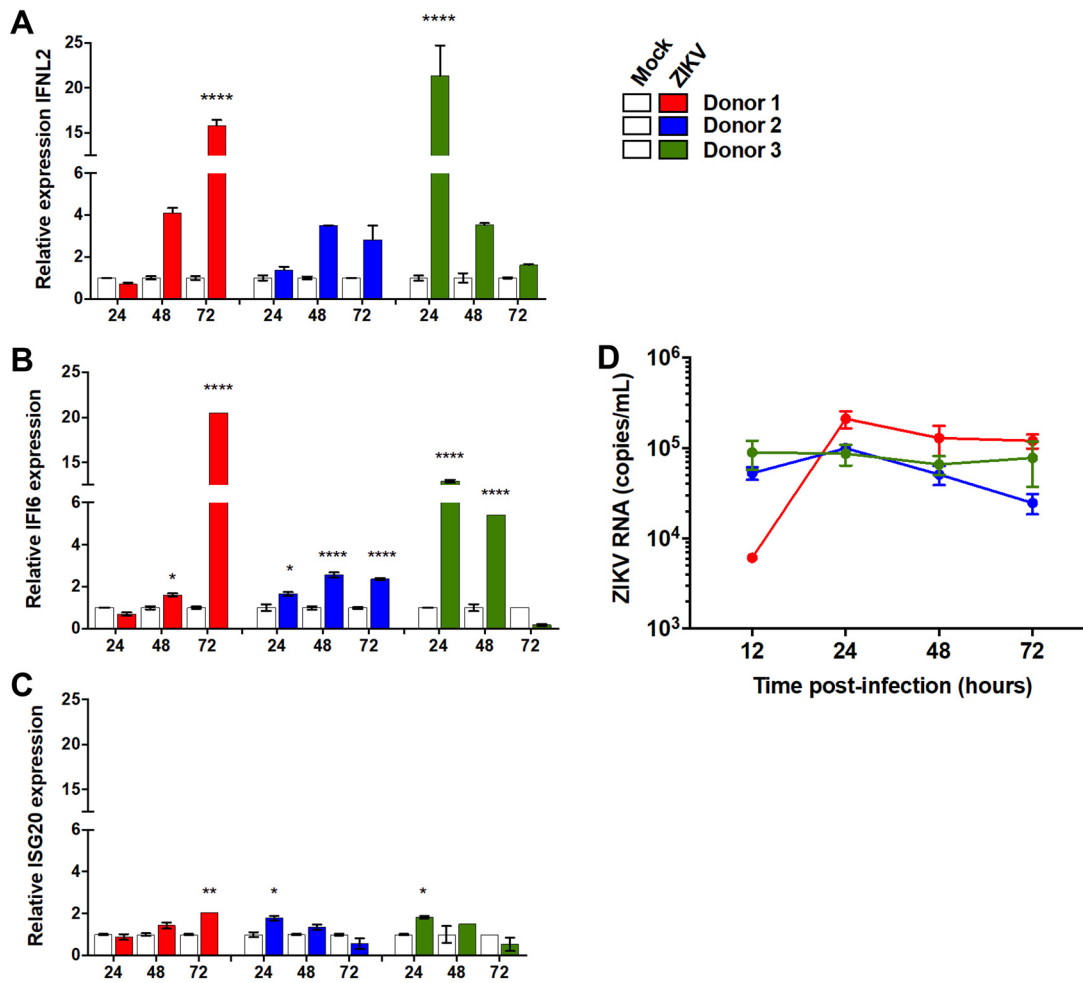 A
Relative expression IFNL2
25
20
15
6
4
2
0
****
****
24 48 72 24 48 72 24 48 72
Mock ZIKV
Donor 1
Donor 2
Donor 3
B
Relative IFI6 expression
25
20
15
6
4
2
0
* **** * **** **** **** ****
24 48 72 24 48 72 24 48 72
C
Relative ISG20 expression
25
20
15
6
4
2
0
** * *
24 48 72 24 48 72 24 48 72
D
ZIKV RNA (copies/mL)
10⁶
10⁵
10⁴
10³
12 24 48 72
Time post-infection (hours)